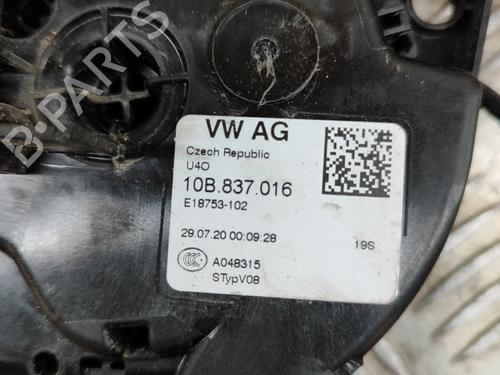 B-PARTS
VW AG
Czech Republic
U4O
10B.837.016
E18753-102
29.07.20 00:09:28
19S
A048315
STypV08